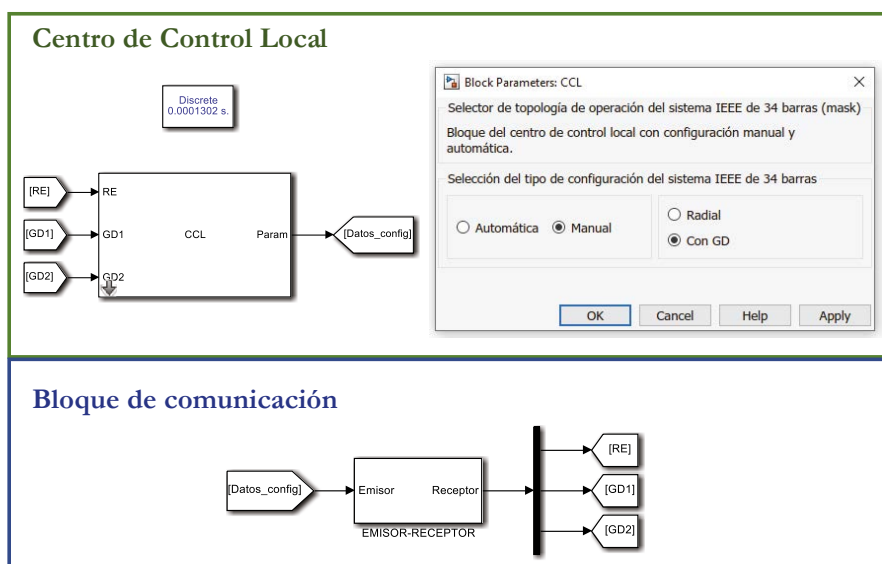 Centro de Control Local
Discrete
0.0001302 s.
[RE]
RE
[GD1]
GD1
CCL
Param
[Datos_config]
[GD2]
GD2
Block Parameters: CCL
Selector de topología de operación del sistema IEEE de 34 barras (mask)
Bloque del centro de control local con configuración manual y
automática.
Selección del tipo de configuración del sistema IEEE de 34 barras
Automática
Manual
Radial
Con GD
OK
Cancel
Help
Apply
Bloque de comunicación
[Datos_config]
Emisor
Receptor
EMISOR-RECEPTOR
[RE]
[GD1]
[GD2]